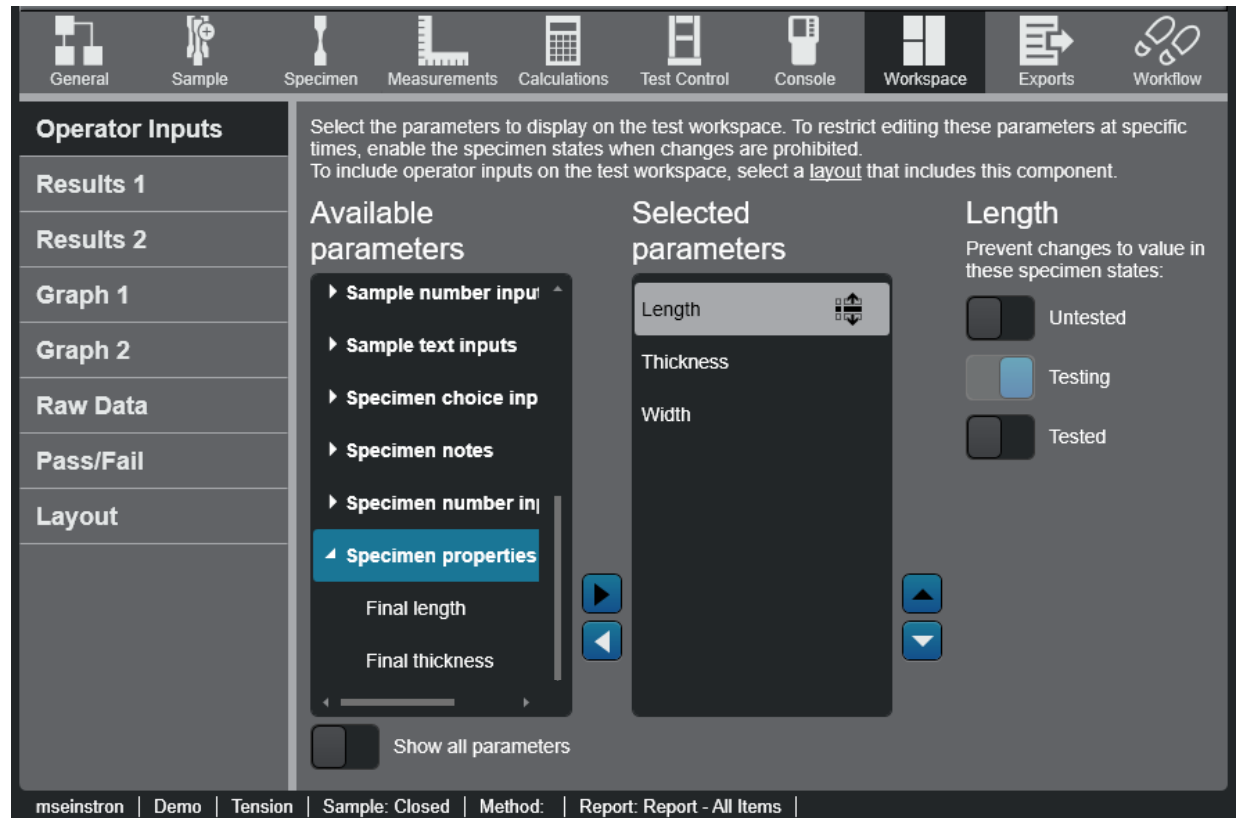 General Sample Specimen Measurements Calculations Test Control Console Workspace Exports Workflow
Operator Inputs
Results 1
Results 2
Graph 1
Graph 2
Raw Data
Pass/Fail
Layout
Select the parameters to display on the test workspace. To restrict editing these parameters at specific
times, enable the specimen states when changes are prohibited.
To include operator inputs on the test workspace, select a layout that includes this component.
Available
parameters
Sample number input
Sample text inputs
Specimen choice inp
Specimen notes
Specimen number in
Specimen properties
Final length
Final thickness
Show all parameters
Selected
parameters
Length
Thickness
Width
Length
Prevent changes to value in
these specimen states:
Untested
Testing
Tested
mseinstron | Demo | Tension | Sample: Closed | Method: | Report: Report - All Items |